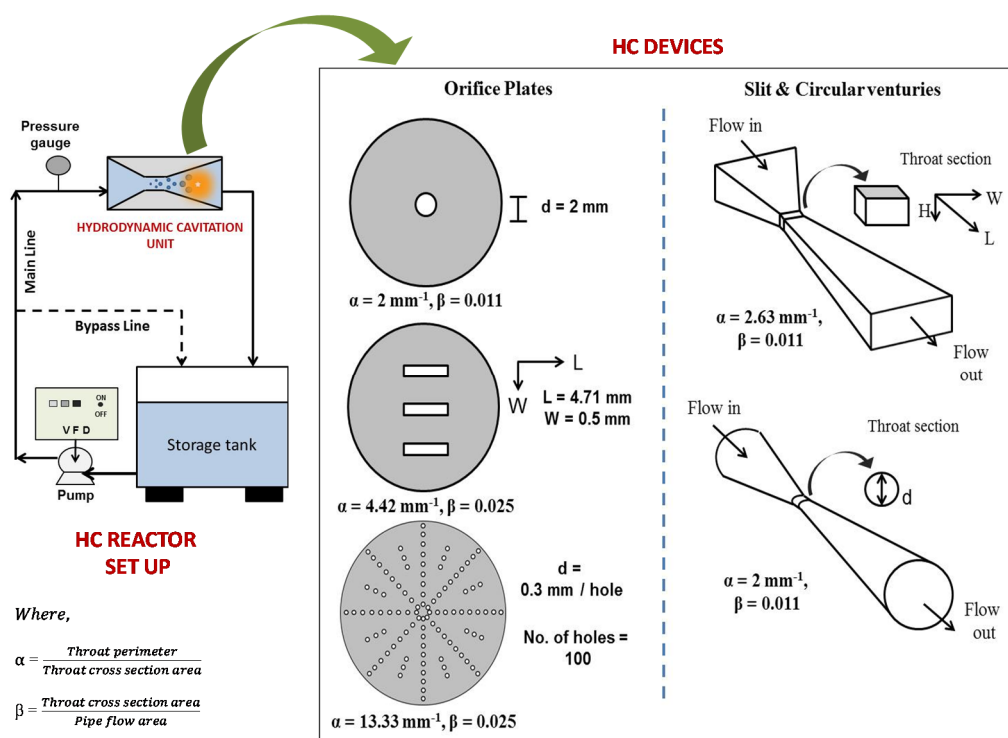 HC DEVICES
Pressure
gauge
HYDRODYNAMIC CAVITATION
UNIT
Main Line
Bypass Line
ON
OFF
V F D
Storage tank
Pump
HC REACTOR
SET UP
Where,
α = Throat perimeter / Throat cross section area
β = Throat cross section area / Pipe flow area
Orifice Plates
d = 2 mm
α = 2 mm⁻¹, β = 0.011
L
W
L = 4.71 mm
W = 0.5 mm
α = 4.42 mm⁻¹, β = 0.025
d =
0.3 mm / hole
No. of holes =
100
α = 13.33 mm⁻¹, β = 0.025
Slit & Circular venturies
Flow in
Throat section
H
W
L
α = 2.63 mm⁻¹,
β = 0.011
Flow
out
Flow in
Throat section
d
α = 2 mm⁻¹,
β = 0.011
Flow
out